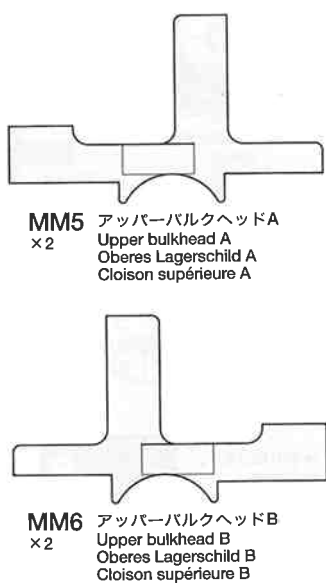 MM5 アッパーバルクヘッドA
×2 Upper bulkhead A
Oberes Lagerschild A
Cloison supérieure A
MM6 アッパーバルクヘッドB
×2 Upper bulkhead B
Oberes Lagerschild B
Cloison supérieure B